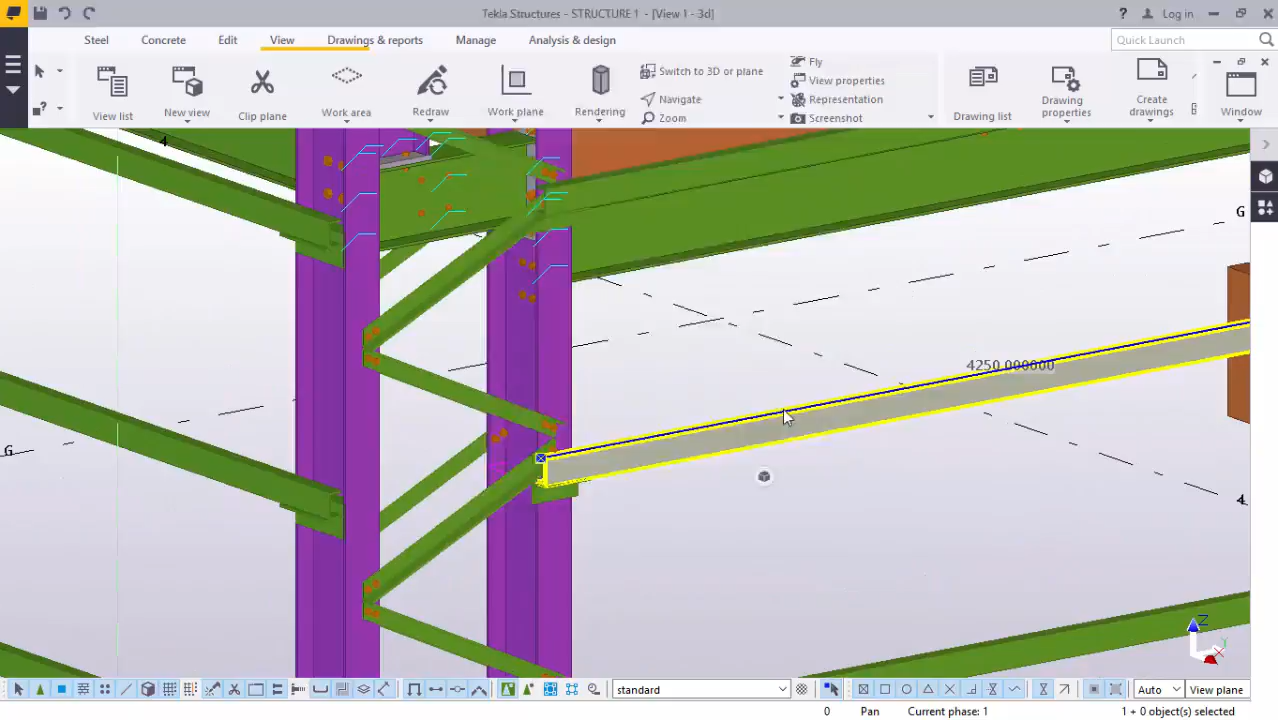 Tekla Structures - STRUCTURE 1 - [View 1 - 3d]
? Log in
Steel Concrete Edit View Drawings & reports Manage Analysis & design Quick Launch
View list
New view
Clip plane
Work area
Redraw
Work plane
Rendering
Switch to 3D or plane
Navigate
Zoom
Fly
View properties
Representation
Screenshot
Drawing list
Drawing properties
Create drawings
Window
4
G
4250.000000
G
4
Z
Y
standard Auto View plane
0 Pan Current phase: 1 1 + 0 object(s) selected